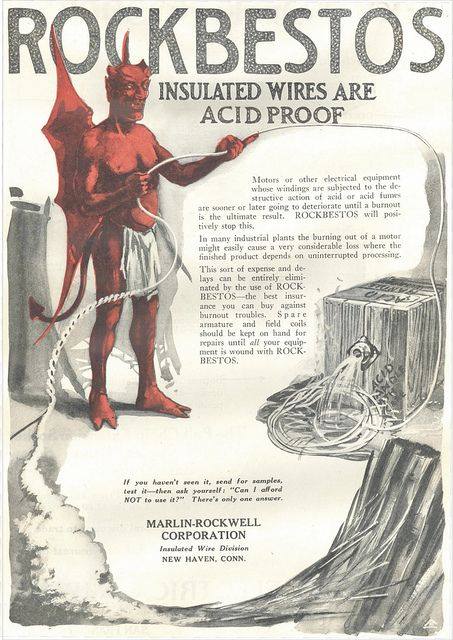 ROCKBESTOS
INSULATED WIRES ARE
ACID PROOF
Motors or other electrical equipment
whose windings are subjected to the de-
structive action of acid or acid fumes
are sooner or later going to deteriorate until a burnout
is the ultimate result. ROCKBESTOS will posi-
tively stop this.
In many industrial plants the burning out of a motor
might easily cause a very considerable loss where the
finished product depends on uninterrupted processing.
This sort of expense and de-
lays can be entirely elimi-
nated by the use of ROCK-
BESTOS—the best insur-
ance you can buy against
burnout troubles. Spare
armature and field coils
should be kept on hand for
repairs until all your equip-
ment is wound with ROCK-
BESTOS.
If you haven't seen it, send for samples,
test it—then ask yourself: "Can I afford
NOT to use it?" There's only one answer.
MARLIN-ROCKWELL
CORPORATION
Insulated Wire Division
NEW HAVEN, CONN.